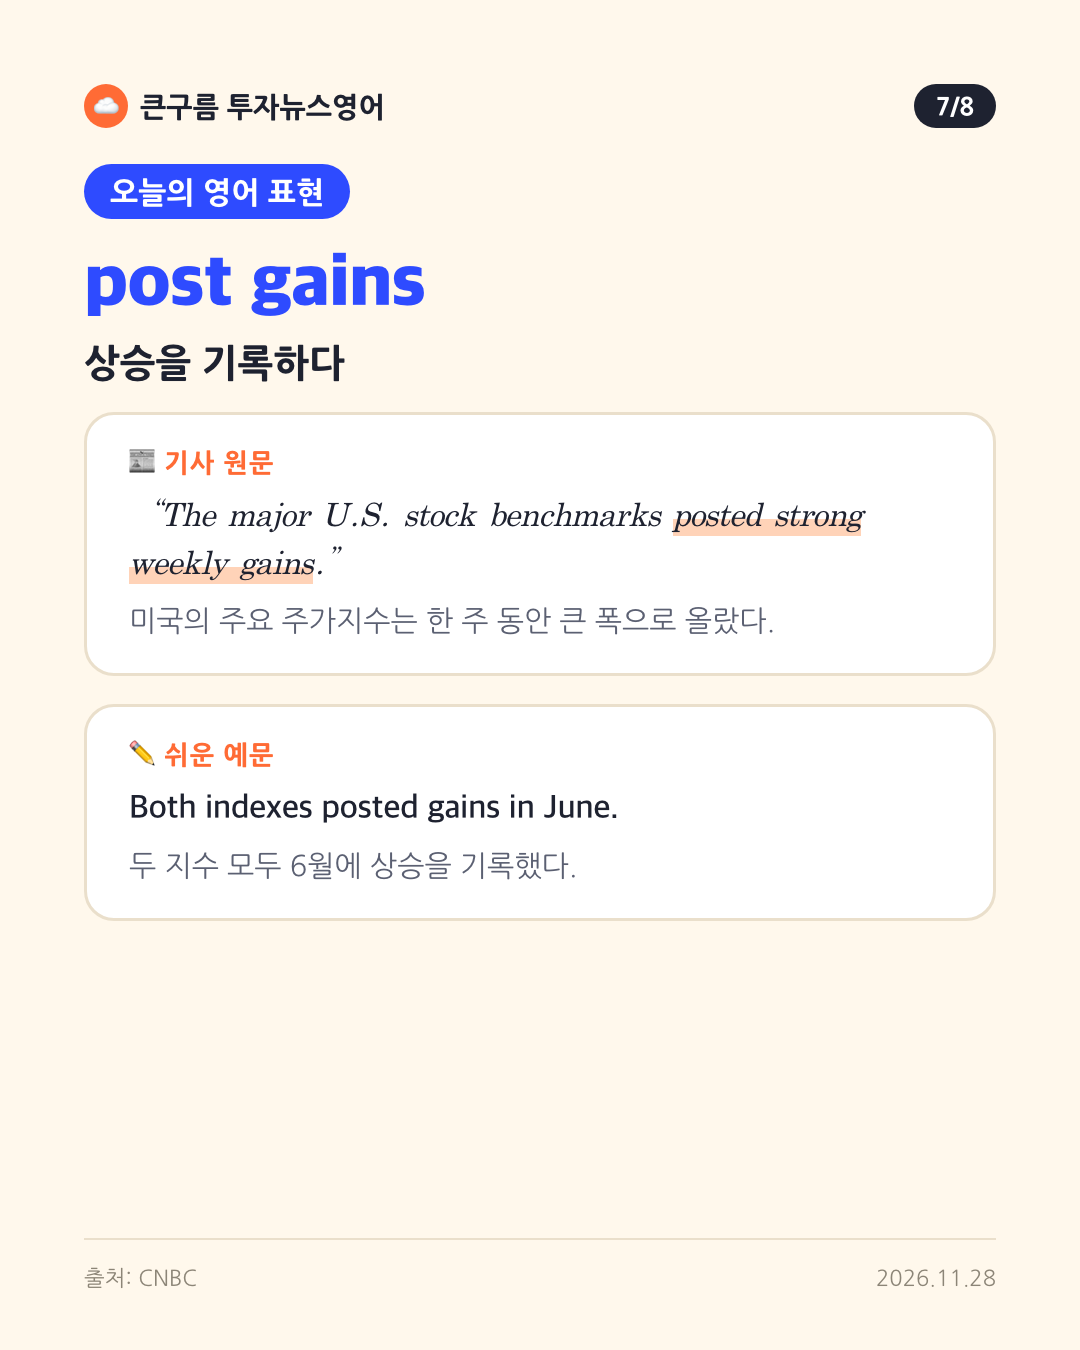 큰구름 투자뉴스영어
7/8
오늘의 영어 표현
post gains
상승을 기록하다
기사 원문
“The major U.S. stock benchmarks posted strong
weekly gains.”
미국의 주요 주가지수는 한 주 동안 큰 폭으로 올랐다.
쉬운 예문
Both indexes posted gains in June.
두 지수 모두 6월에 상승을 기록했다.
출처: CNBC
2026.11.28